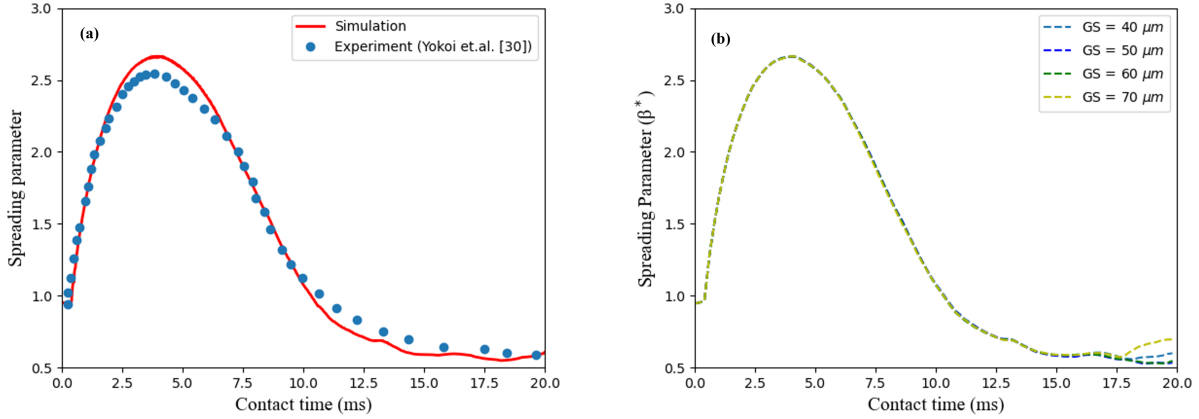 (a)
Simulation
Experiment (Yokoi et.al. [30])
3.0
2.5
2.0
1.5
1.0
0.5
Spreading parameter
0.0 2.5 5.0 7.5 10.0 12.5 15.0 17.5 20.0
Contact time (ms)
(b)
GS = 40 μm
GS = 50 μm
GS = 60 μm
GS = 70 μm
3.0
2.5
2.0
1.5
1.0
0.5
Spreading Parameter (β*)
0.0 2.5 5.0 7.5 10.0 12.5 15.0 17.5 20.0
Contact time (ms)